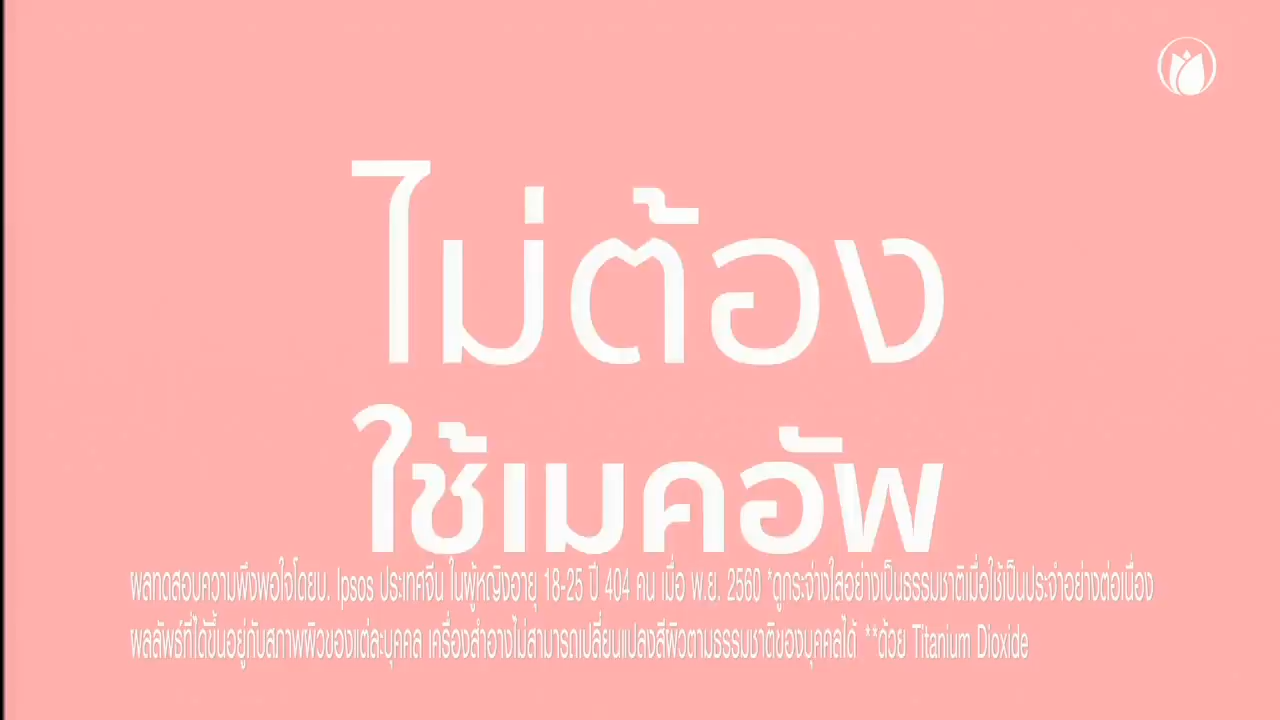 ไม่ต้อง
ใช้เมคอัพ
ผลทดสอบความพึงพอใจโดยบ. Ipsos ประเทศจีน ในผู้หญิงอายุ 18-25 ปี 404 คน เมื่อ พ.ย. 2560 *ดูกระจ่างใสอย่างเป็นธรรมชาติเมื่อใช้เป็นประจำอย่างต่อเนื่อง
ผลลัพธ์ที่ได้ขึ้นอยู่กับสภาพผิวของแต่ละบุคคล เครื่องสำอางไม่สามารถเปลี่ยนแปลงสีผิวตามธรรมชาติของบุคคลได้ **ด้วย Titanium Dioxide